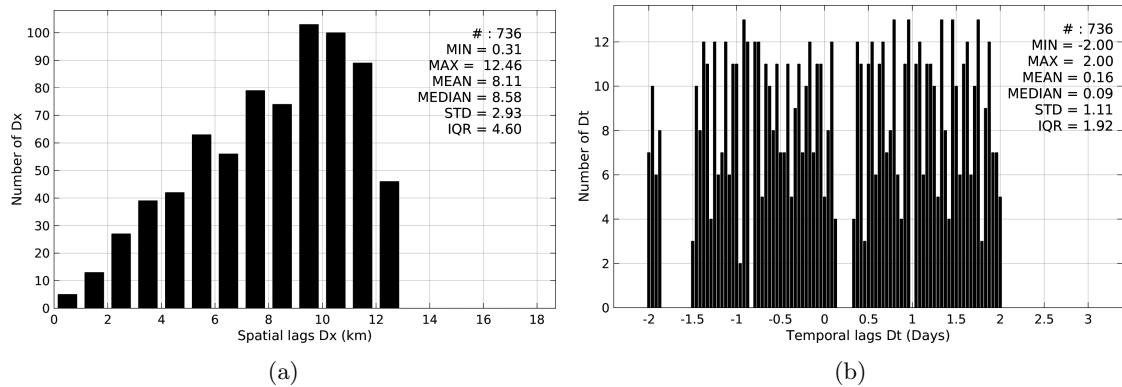 100
90
80
70
60
50
40
30
20
10
0
Number of Dx
# : 736
MIN = 0.31
MAX = 12.46
MEAN = 8.11
MEDIAN = 8.58
STD = 2.93
IQR = 4.60
0 2 4 6 8 10 12 14 16 18
Spatial lags Dx (km)
(a)
12
10
8
6
4
2
0
Number of Dt
# : 736
MIN = -2.00
MAX = 2.00
MEAN = 0.16
MEDIAN = 0.09
STD = 1.11
IQR = 1.92
-2 -1.5 -1 -0.5 0 0.5 1 1.5 2 2.5 3
Temporal lags Dt (Days)
(b)